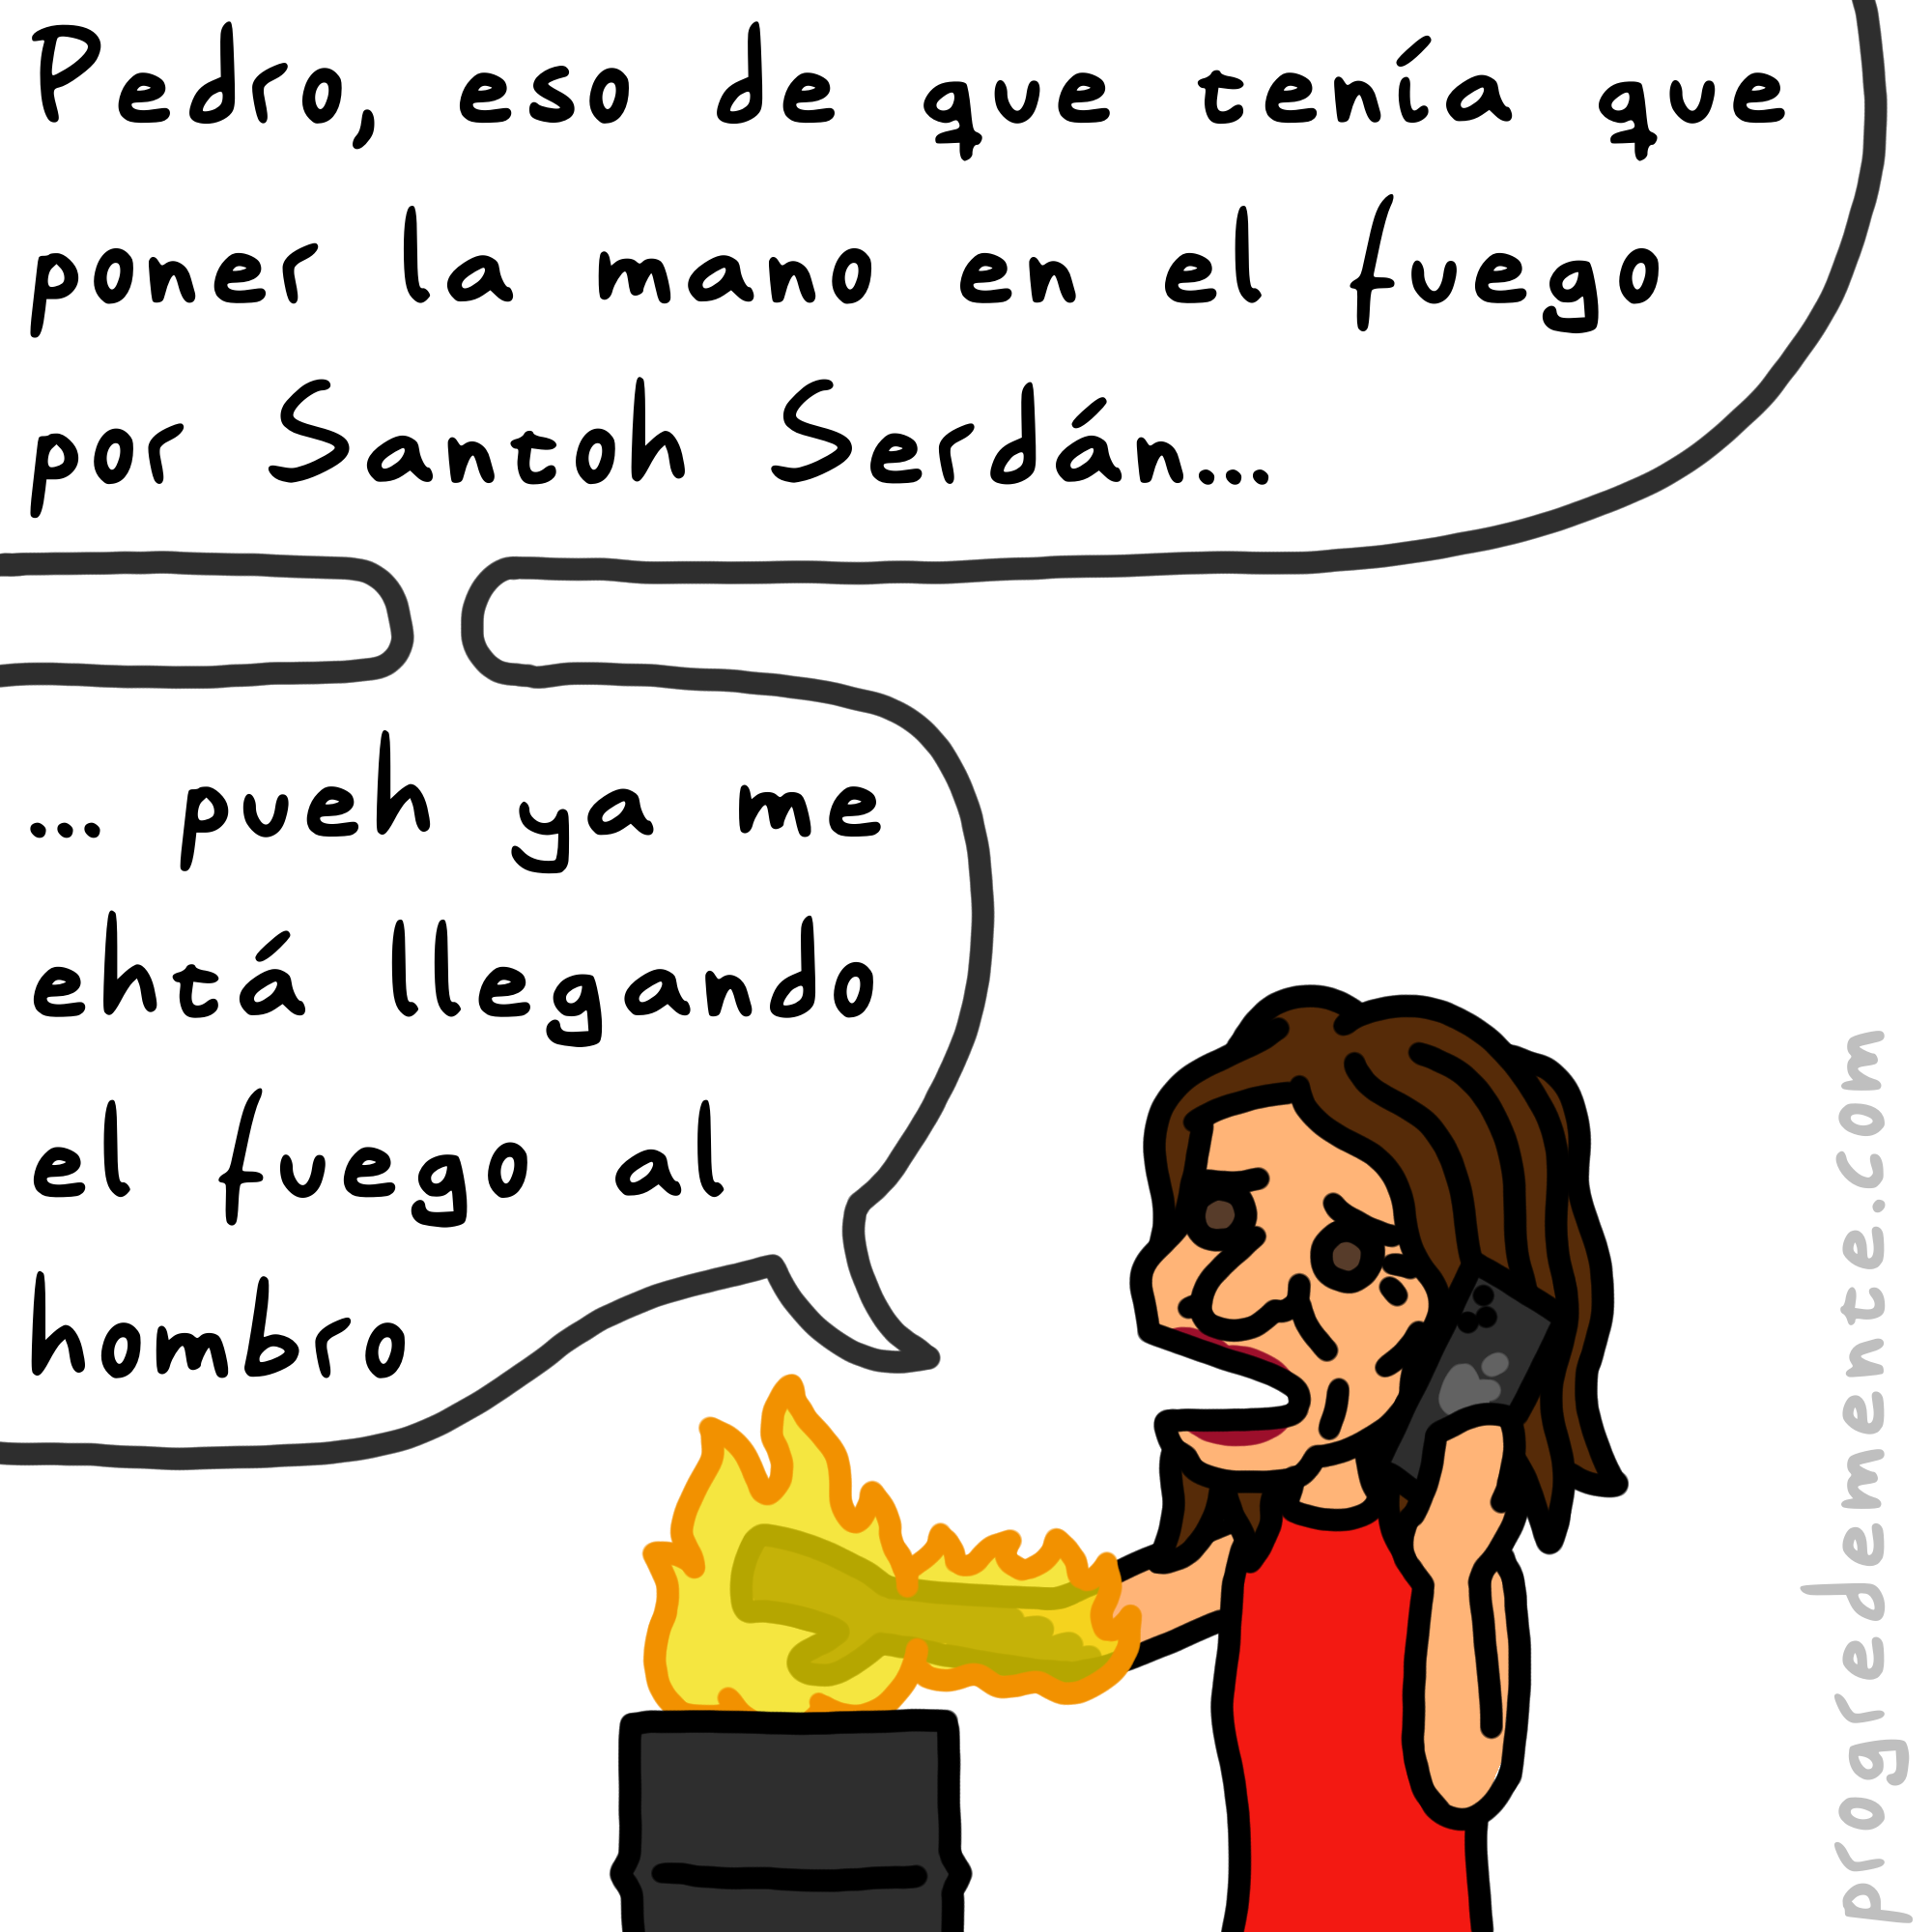 Pedro, eso de que tenía que
poner la mano en el fuego
por Santoh Serdán...
... pueh ya me
ehtá llegando
el fuego al
hombro
progredemente.com